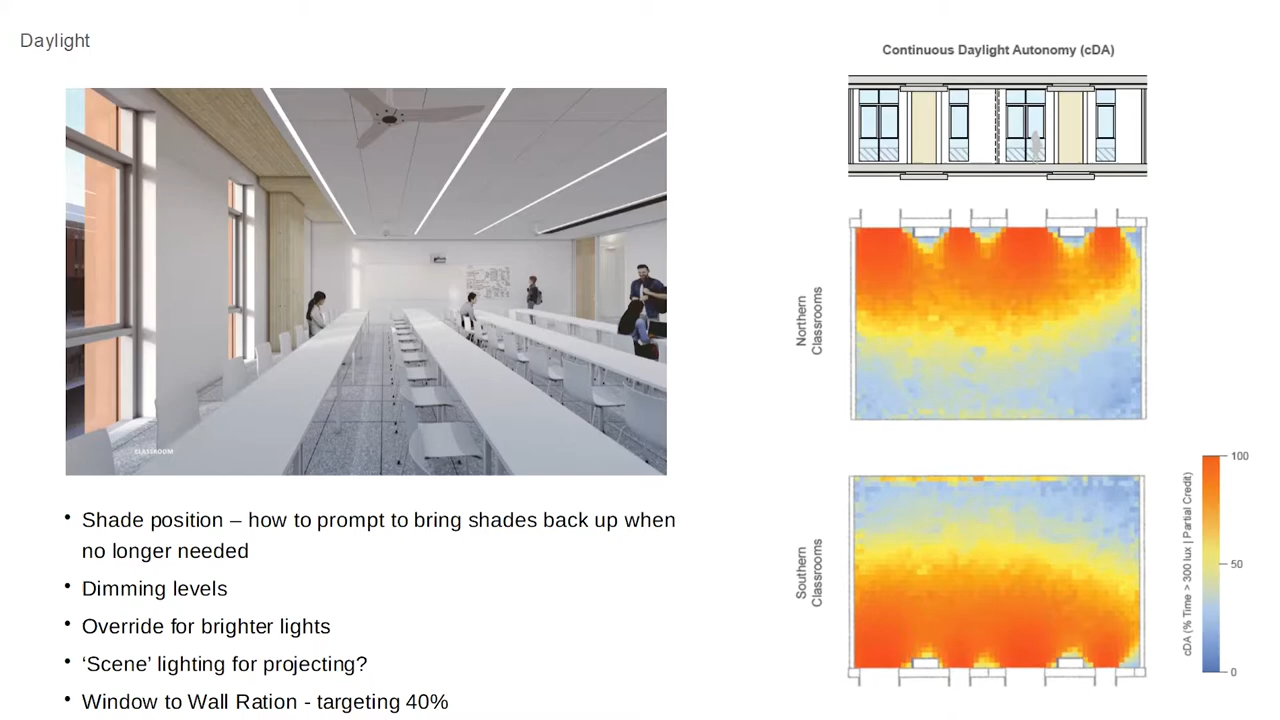 Daylight
CLASSROOM
• Shade position – how to prompt to bring shades back up when
no longer needed
• Dimming levels
• Override for brighter lights
• ‘Scene’ lighting for projecting?
• Window to Wall Ration - targeting 40%
Continuous Daylight Autonomy (cDA)
Northern
Classrooms
Southern
Classrooms
cDA (% Time > 300 lux | Partial Credit)
100
50
0